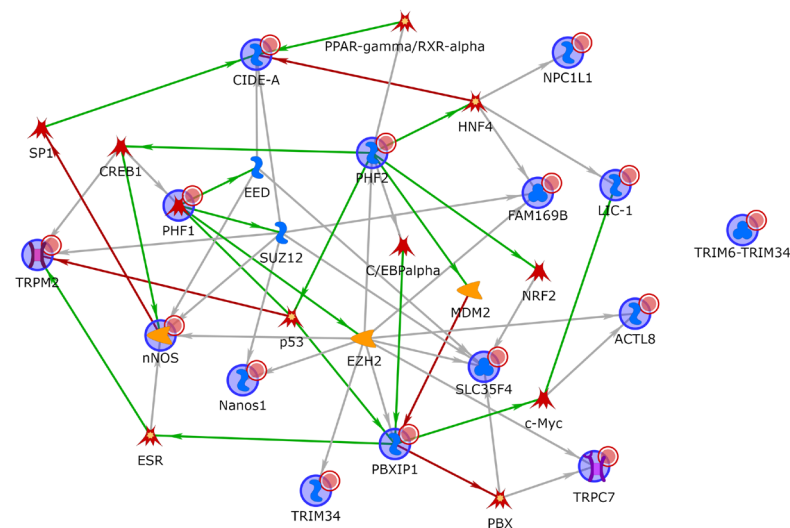 PPAR-gamma/RXR-alpha
CIDE-A
NPC1L1
HNF4
SP1
CREB1
PHF2
EED
LIC-1
FAM169B
PHF1
TRIM6-TRIM34
SUZ12
C/EBPalpha
TRPM2
NRF2
MDM2
p53
ACTL8
nNOS
EZH2
SLC35F4
Nanos1
c-Myc
ESR
PBXIP1
TRPC7
TRIM34
PBX